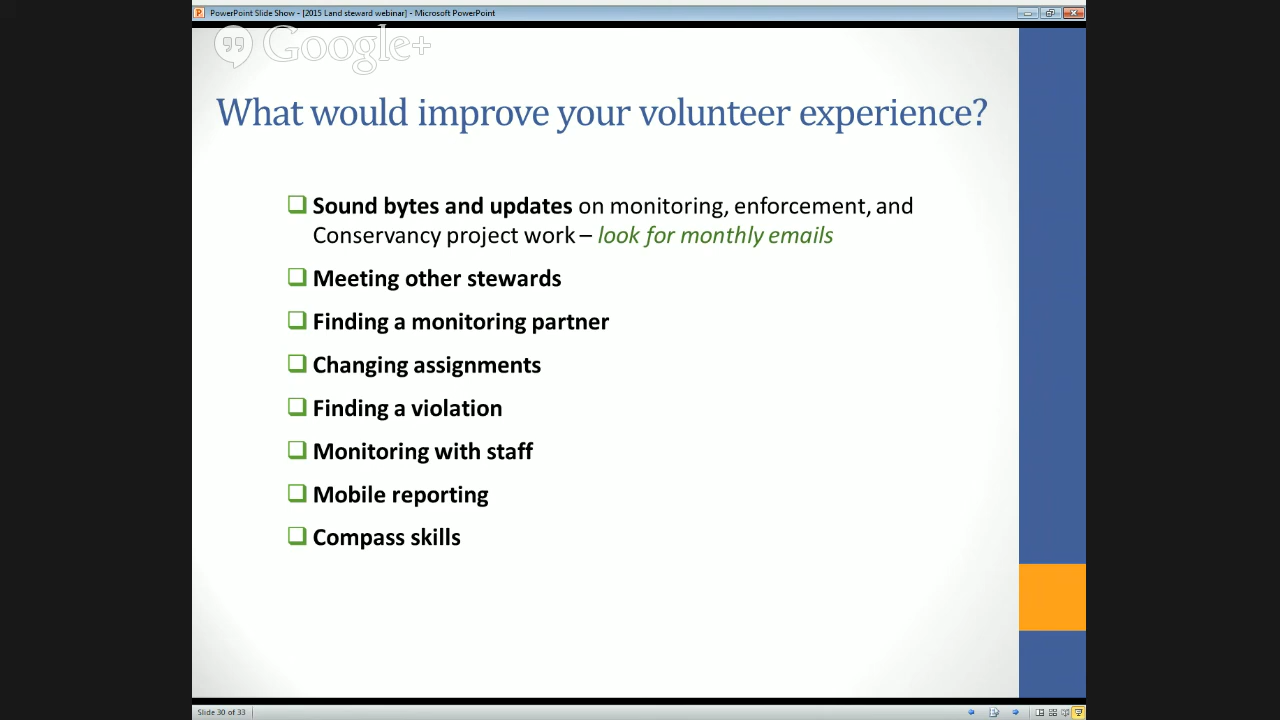 PowerPoint Slide Show - [2015 Land steward webinar] - Microsoft PowerPoint
Google+
What would improve your volunteer experience?
Sound bytes and updates on monitoring, enforcement, and
Conservancy project work – look for monthly emails
Meeting other stewards
Finding a monitoring partner
Changing assignments
Finding a violation
Monitoring with staff
Mobile reporting
Compass skills
Slide 30 of 33